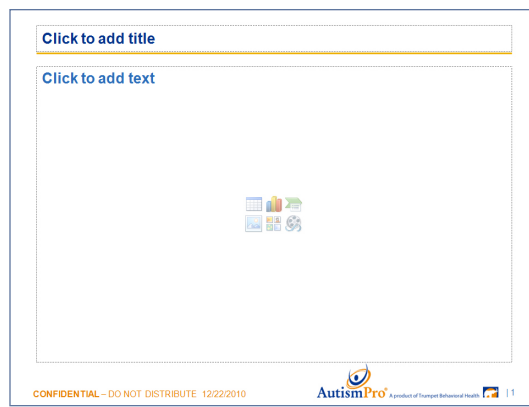 Click to add title
Click to add text
CONFIDENTIAL – DO NOT DISTRIBUTE 12/22/2010
AutismPro® A product of Trumpet Behavioral Health | 1